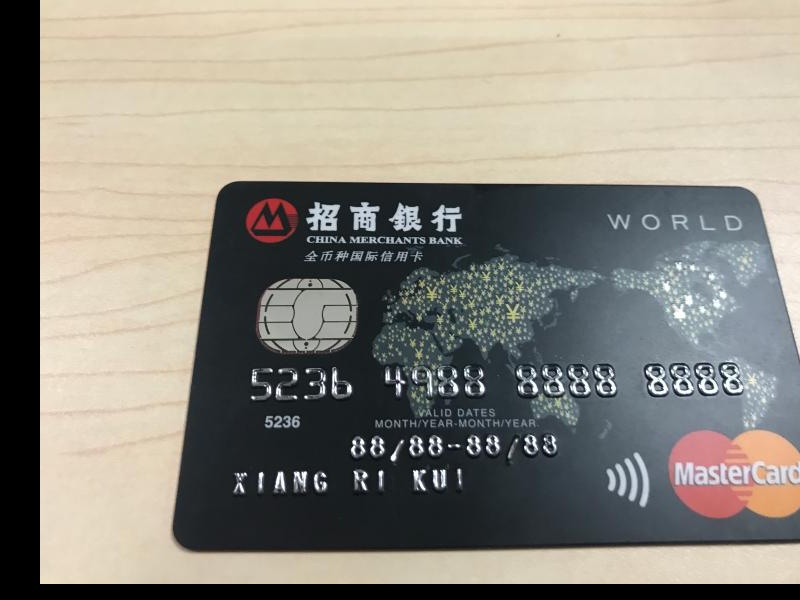 招商銀行
CHINA MERCHANTS BANK
全币种国际信用卡
WORLD
5236 4988 8888 8888
5236
VALID DATES
MONTH/YEAR-MONTH/YEAR
88/88-88/88
XIANG RI KUI
MasterCard